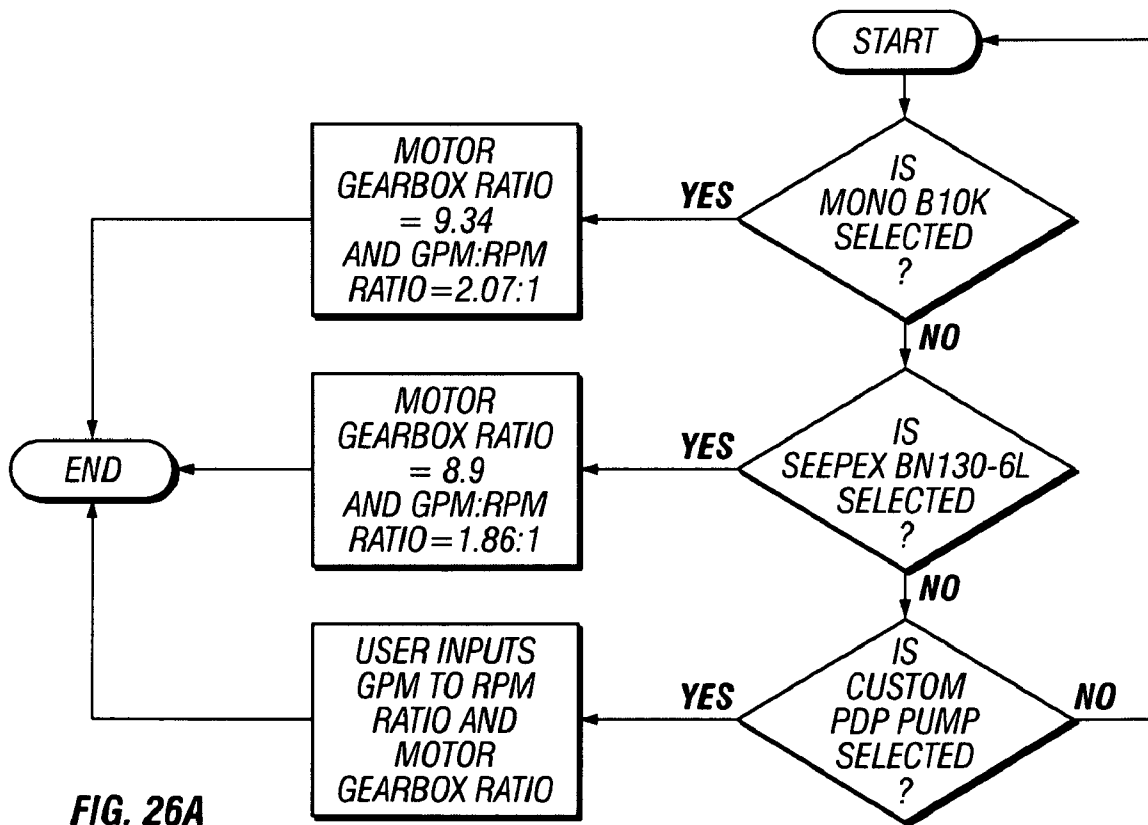 START
IS
MONO B10K
SELECTED
?
YES
MOTOR
GEARBOX RATIO
= 9.34
AND GPM:RPM
RATIO=2.07:1
NO
IS
SEEPEX BN130-6L
SELECTED
?
YES
MOTOR
GEARBOX RATIO
= 8.9
AND GPM:RPM
RATIO=1.86:1
END
NO
IS
CUSTOM
PDP PUMP
SELECTED
?
NO
YES
USER INPUTS
GPM TO RPM
RATIO AND
MOTOR
GEARBOX RATIO
FIG. 26A